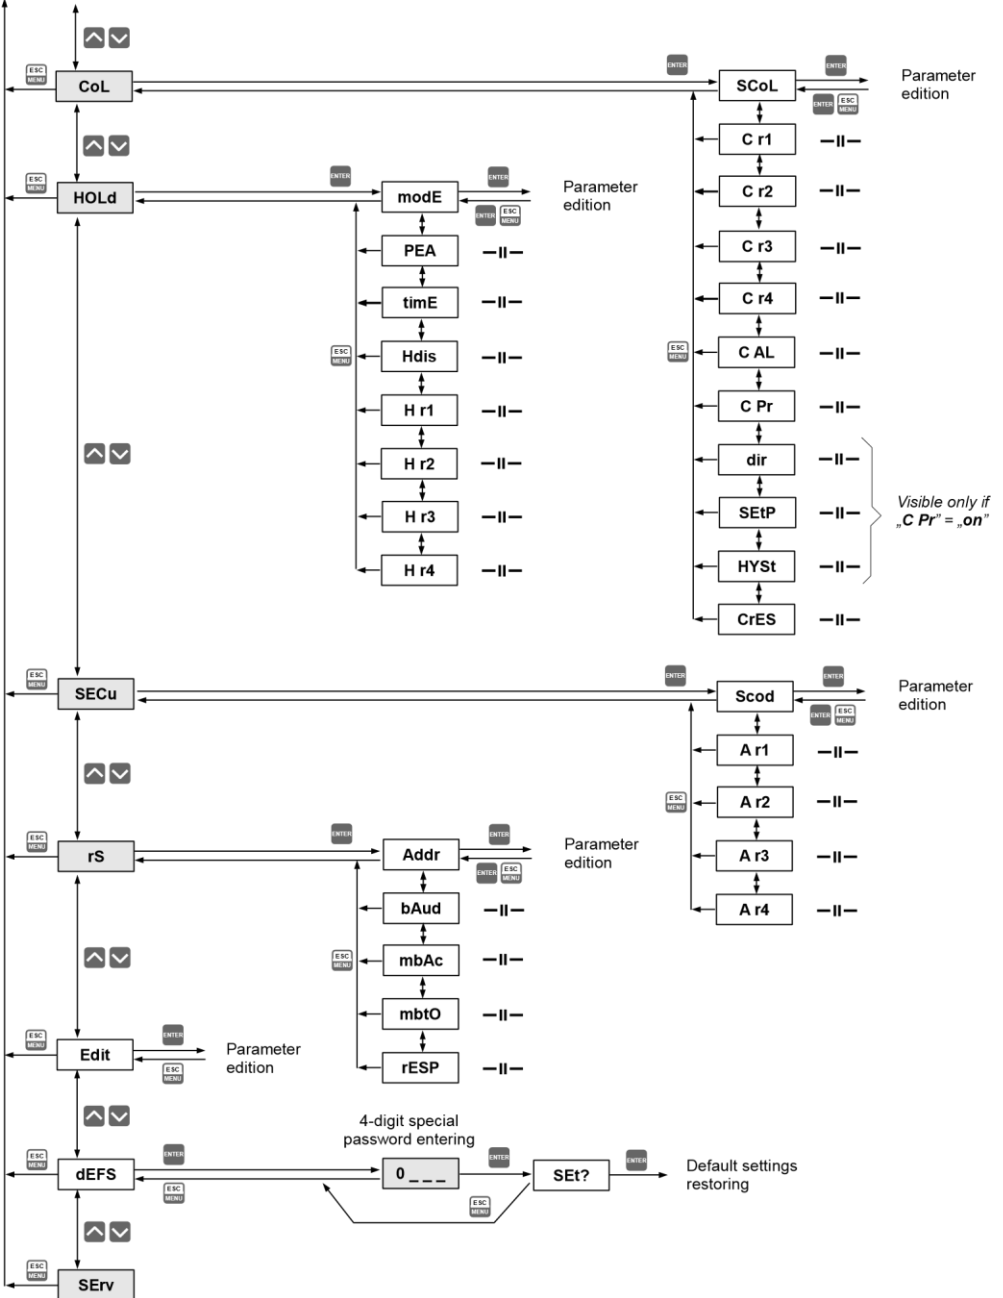 ESC
MENU
CoL
ENTER
SCoL
ENTER
ENTER
ESC
MENU
Parameter
edition
C r1
–II–
ESC
MENU
HOLd
ENTER
modE
ENTER
ENTER
ESC
MENU
Parameter
edition
C r2
–II–
PEA
–II–
C r3
–II–
timE
–II–
C r4
–II–
ESC
MENU
Hdis
–II–
ESC
MENU
C AL
–II–
H r1
–II–
C Pr
–II–
H r2
–II–
dir
–II–
H r3
–II–
SEtP
–II–
Visible only if
„C Pr” = „on”
H r4
–II–
HYSt
–II–
CrES
–II–
ESC
MENU
SECu
ENTER
Scod
ENTER
ENTER
ESC
MENU
Parameter
edition
A r1
–II–
ESC
MENU
A r2
–II–
ESC
MENU
rS
ENTER
Addr
ENTER
ENTER
ESC
MENU
Parameter
edition
A r3
–II–
bAud
–II–
A r4
–II–
ESC
MENU
mbAc
–II–
mbtO
–II–
ESC
MENU
Edit
ENTER
ESC
MENU
Parameter
edition
rESP
–II–
4-digit special
password entering
ESC
MENU
dEFS
ENTER
ESC
MENU
0 _ _ _
ENTER
ESC
MENU
SEt?
ENTER
Default settings
restoring
ESC
MENU
SErv